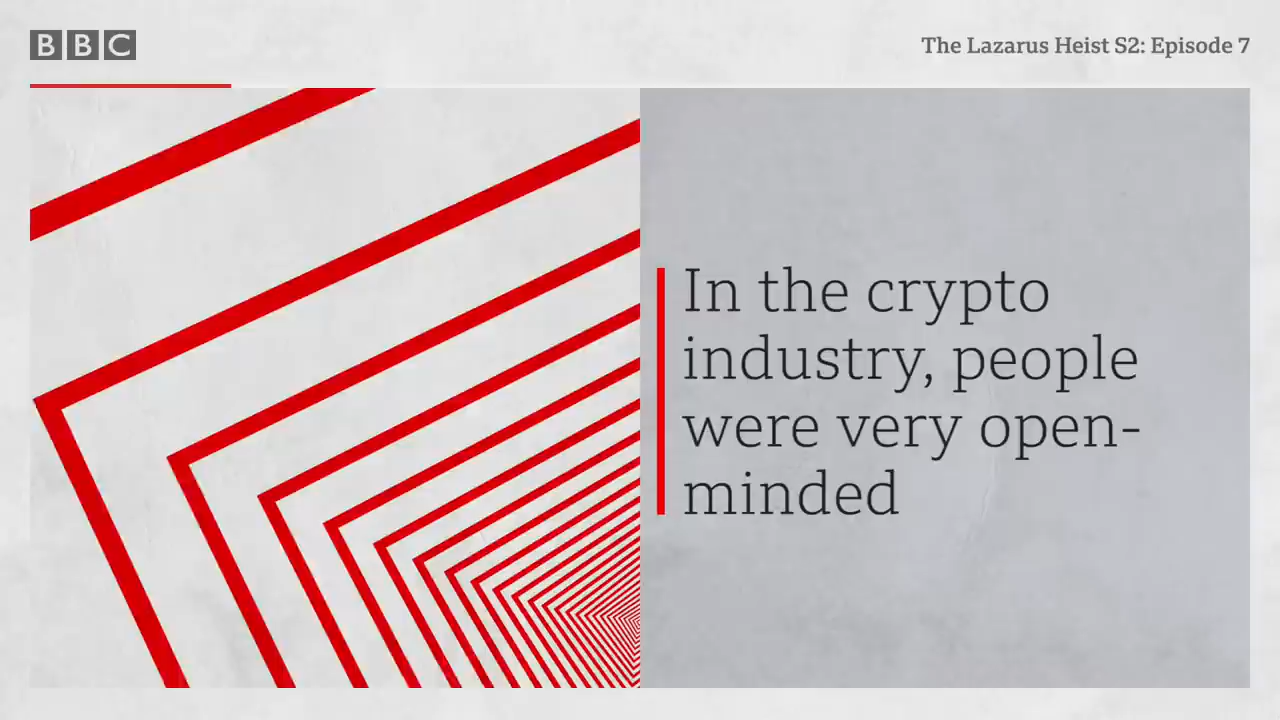 BBC
The Lazarus Heist S2: Episode 7
In the crypto
industry, people
were very open-
minded